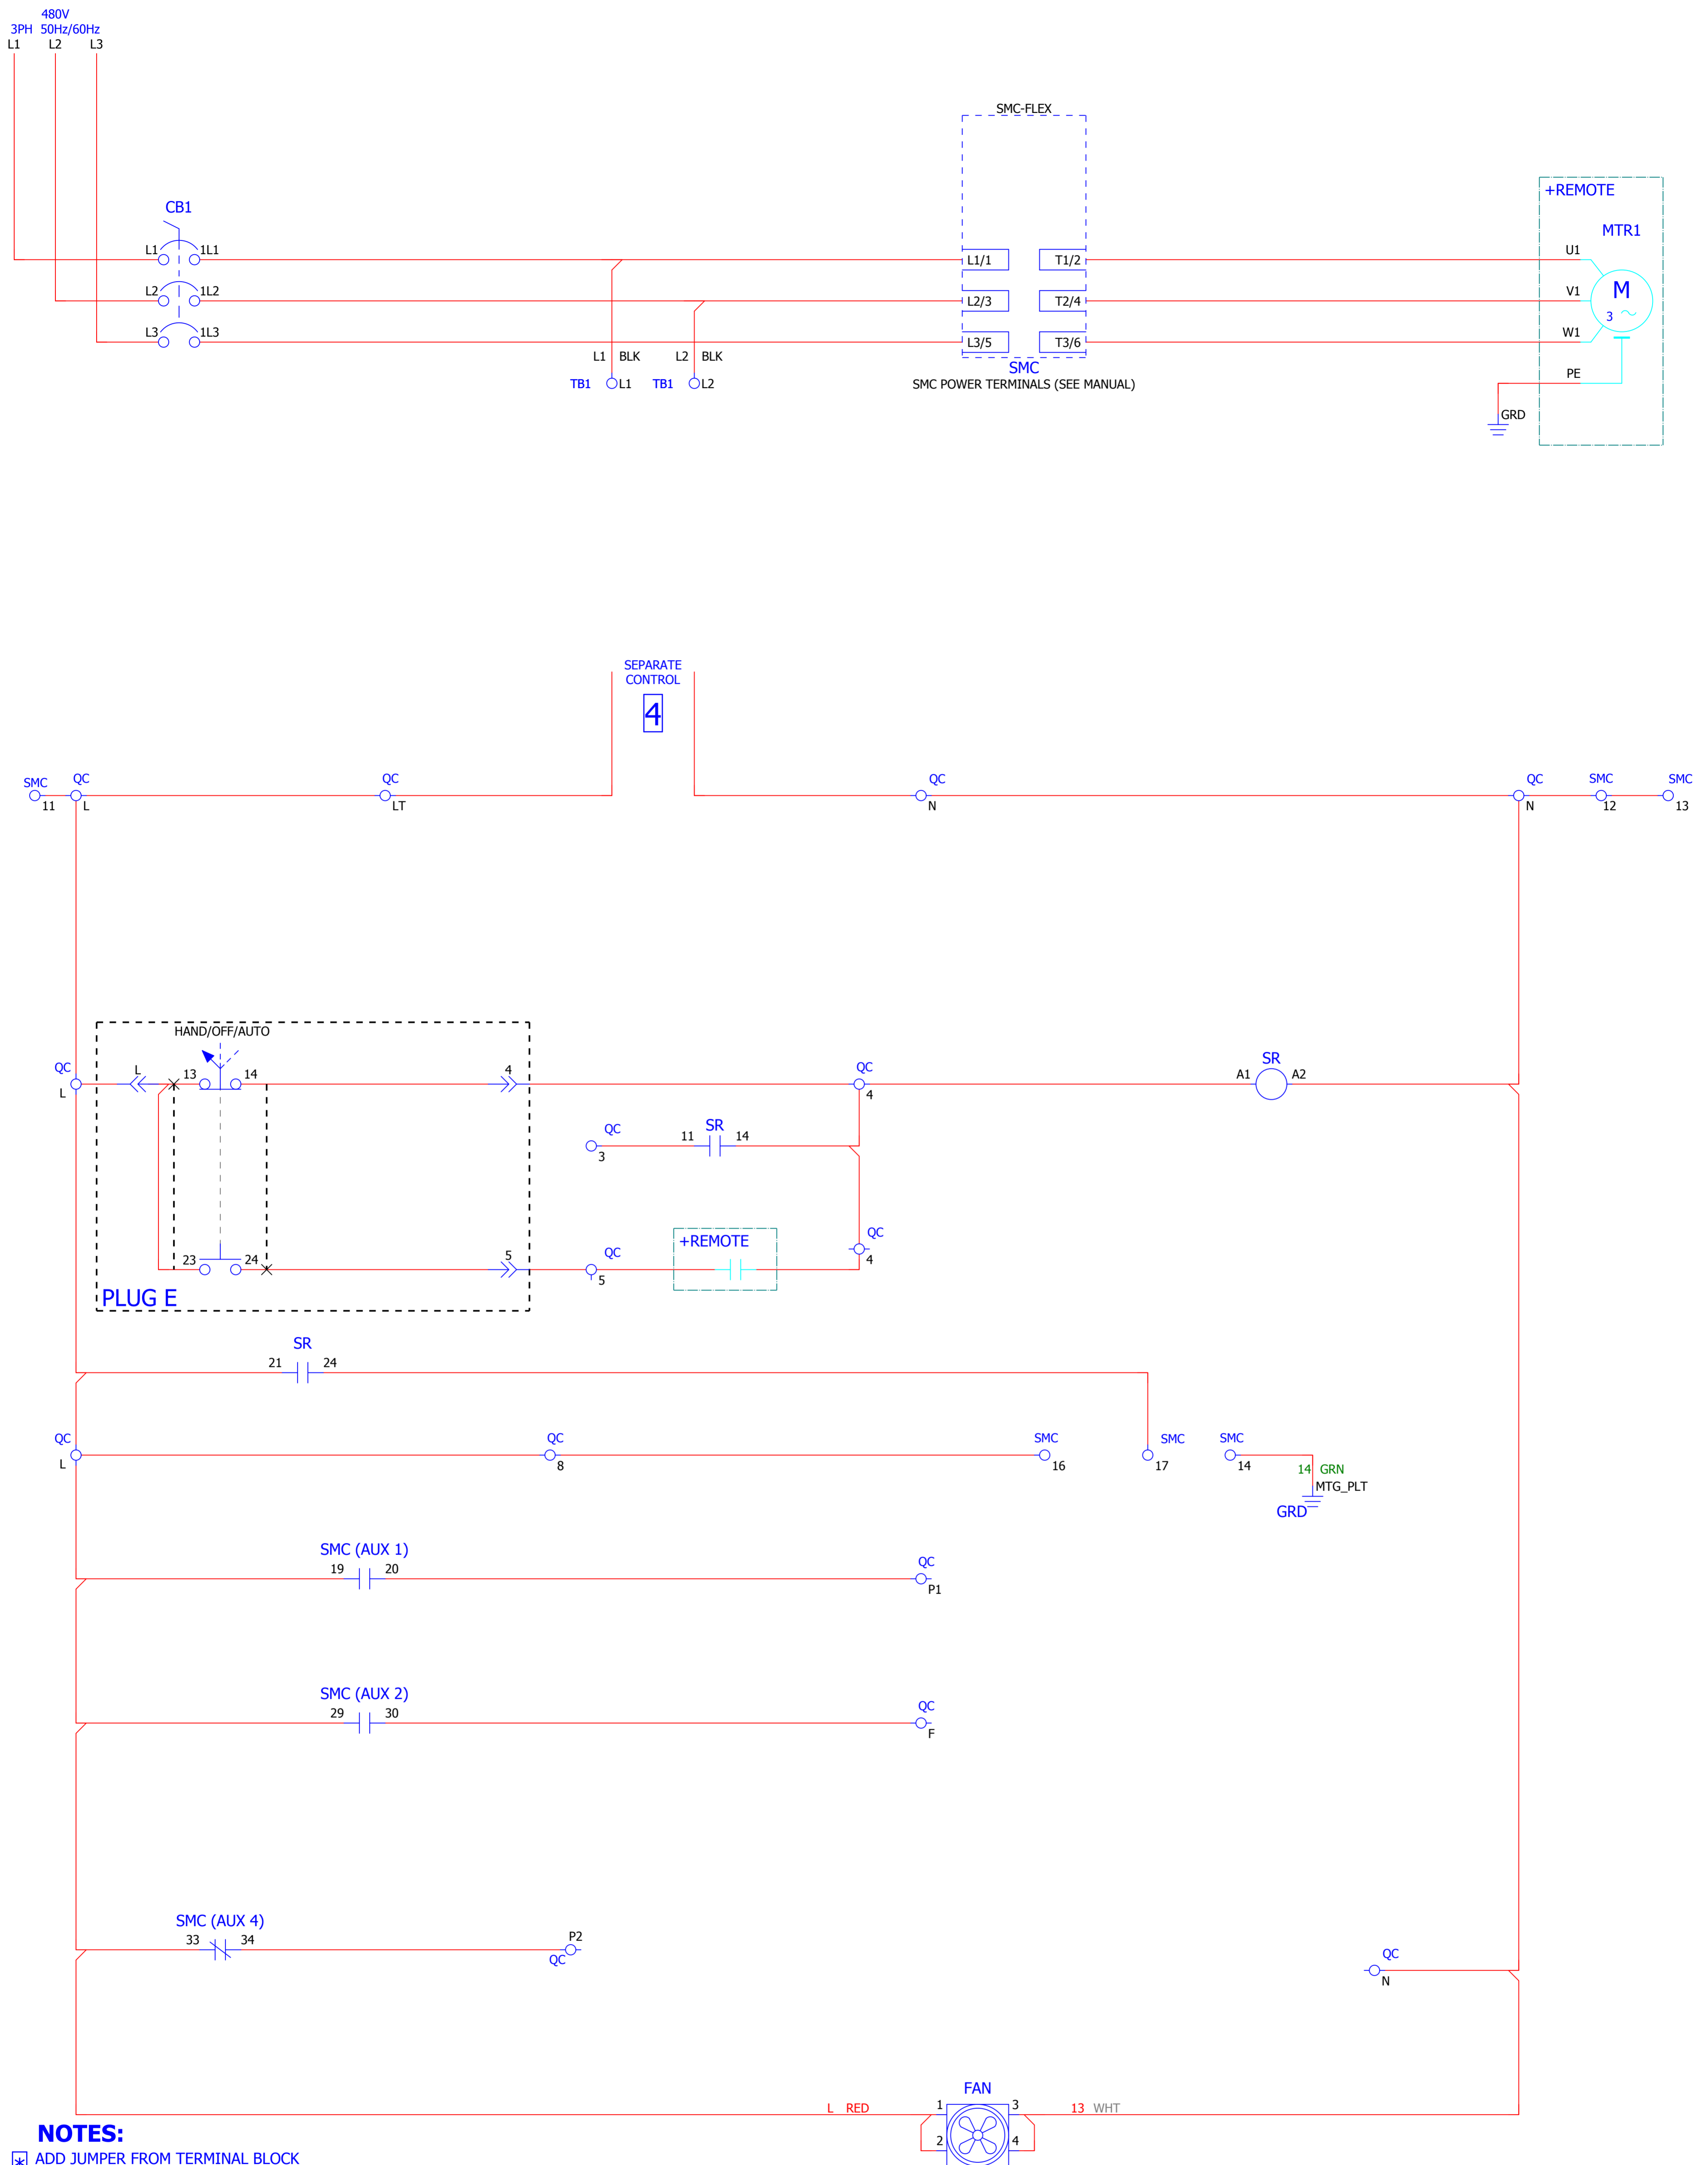 480V
3PH 50Hz/60Hz
L1 L2 L3
SMC-FLEX
CB1
+REMOTE
MTR1
L1 1L1
L1/1 T1/2
U1
L2 1L2
L2/3 T2/4
V1
M
3
L3 1L3
L3/5 T3/6
W1
L1 BLK L2 BLK
SMC
SMC POWER TERMINALS (SEE MANUAL)
TB1 L1 TB1 L2
PE
GRD
SEPARATE
CONTROL
4
SMC QC QC QC QC SMC SMC
11 L LT N N 12 13
HAND/OFF/AUTO
QC L 13 14 4 QC SR
A1 A2
L 4
QC SR
11 14
3
+REMOTE
QC
23 24 5 QC 4
5
PLUG E
SR
21 24
QC QC SMC SMC SMC
L 8 16 17 14
14 GRN
MTG_PLT
GRD
SMC (AUX 1)
19 20 QC
P1
SMC (AUX 2)
29 30 QC
F
SMC (AUX 4)
33 34 P2
QC
QC
N
FAN
L RED 1 3 13 WHT
2 4
NOTES:
* ADD JUMPER FROM TERMINAL BLOCK